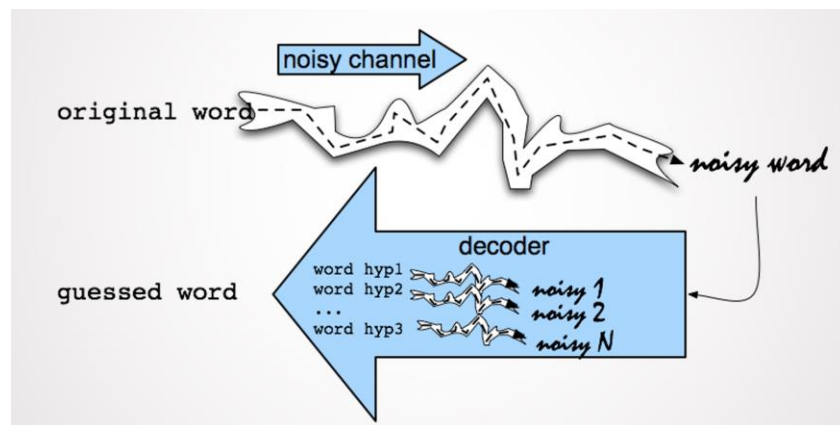 noisy channel
original word
noisy word
decoder
word hyp1
noisy 1
word hyp2
noisy 2
...
word hyp3
noisy N
guessed word